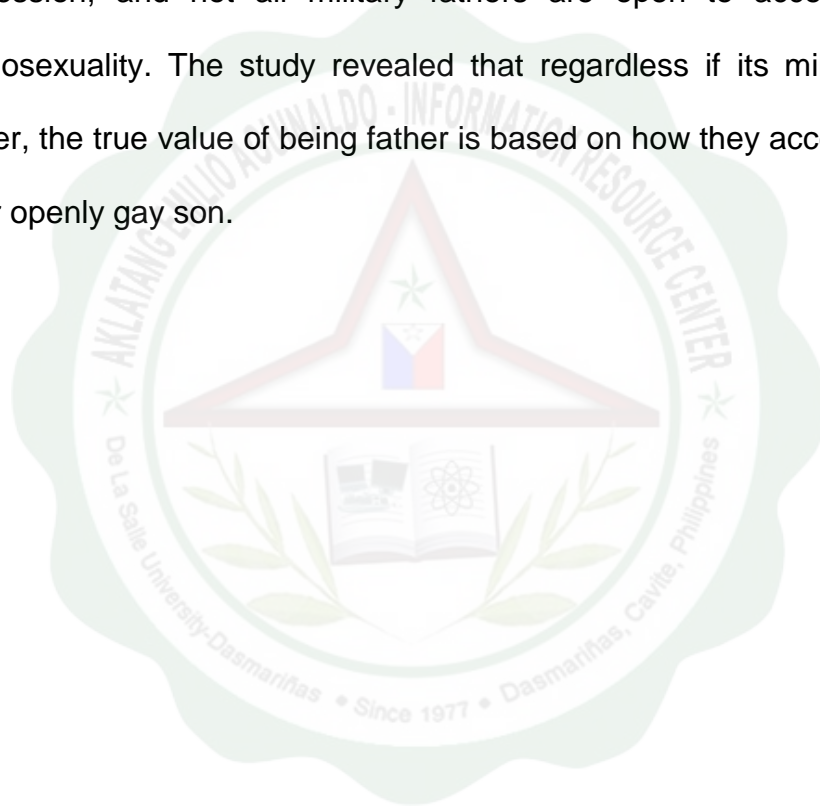 ession, and not all military fathers are open to acce
osexuality. The study revealed that regardless if its mi
er, the true value of being father is based on how they acc
openly gay son.
AKLATANG EMILIO AGUINALDO - INFORMATION RESOURCE CENTER
De La Salle University-Dasmariñas • Since 1977 • Dasmariñas, Cavite, Philippines